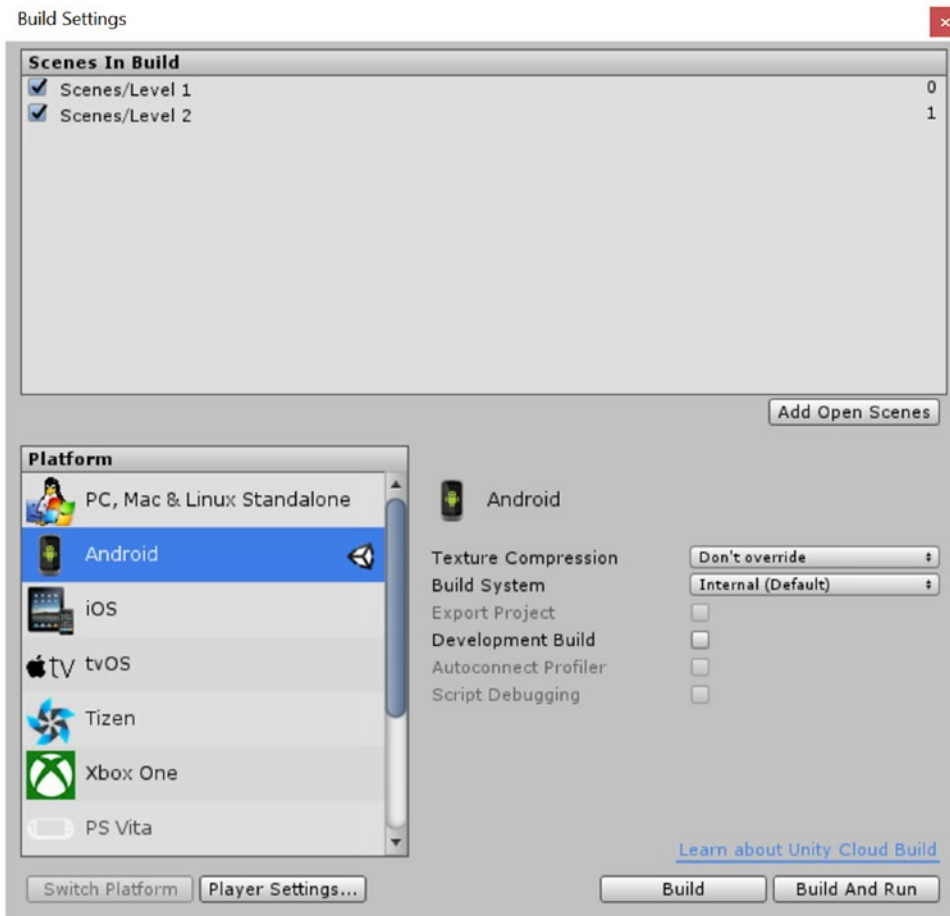 Build Settings
Scenes In Build
Scenes/Level 1 0
Scenes/Level 2 1
Add Open Scenes
Platform
PC, Mac & Linux Standalone
Android
iOS
tv tvOS
Tizen
Xbox One
PS Vita
Android
Texture Compression Don't override
Build System Internal (Default)
Export Project
Development Build
Autoconnect Profiler
Script Debugging
Learn about Unity Cloud Build
Switch Platform Player Settings... Build Build And Run